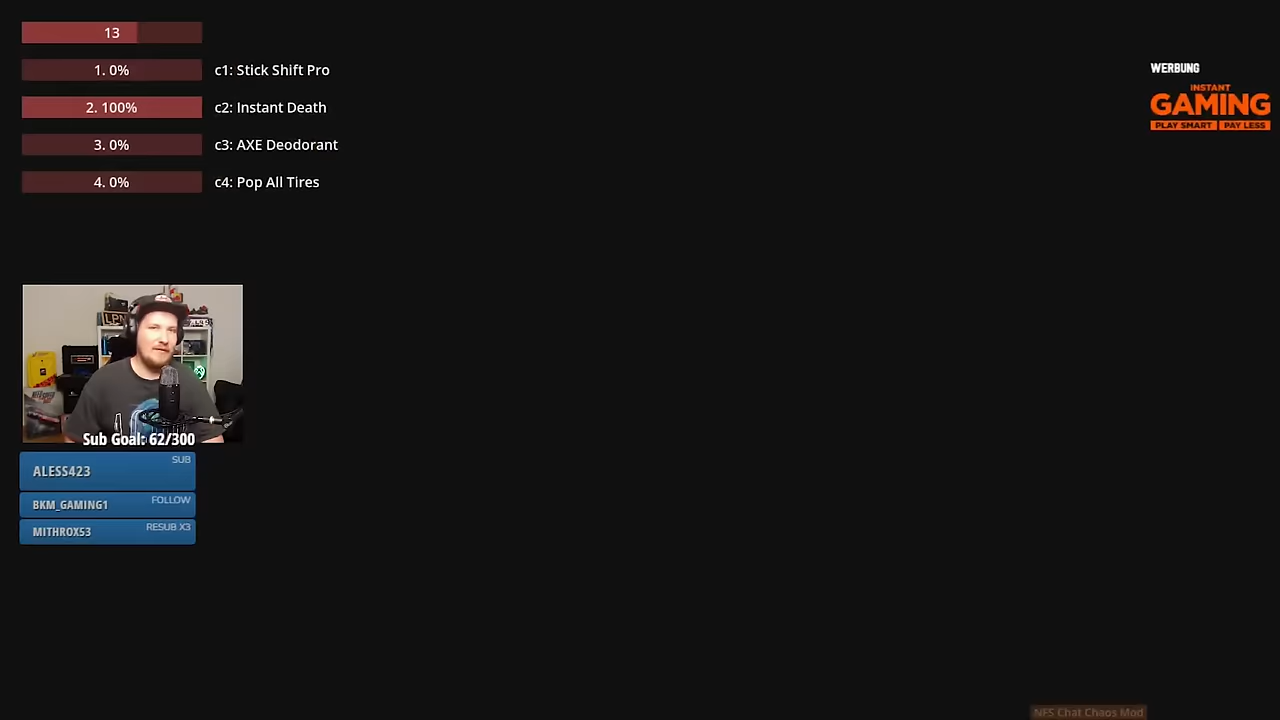 13
1. 0% c1: Stick Shift Pro
2. 100% c2: Instant Death
3. 0% c3: AXE Deodorant
4. 0% c4: Pop All Tires
WERBUNG
INSTANT
GAMING
PLAY SMART PAY LESS
LPN
Sub Goal: 62/300
ALESS423 SUB
BKM_GAMING1 FOLLOW
MITHROX53 RESUB X3
NFS Chat Chaos Mod